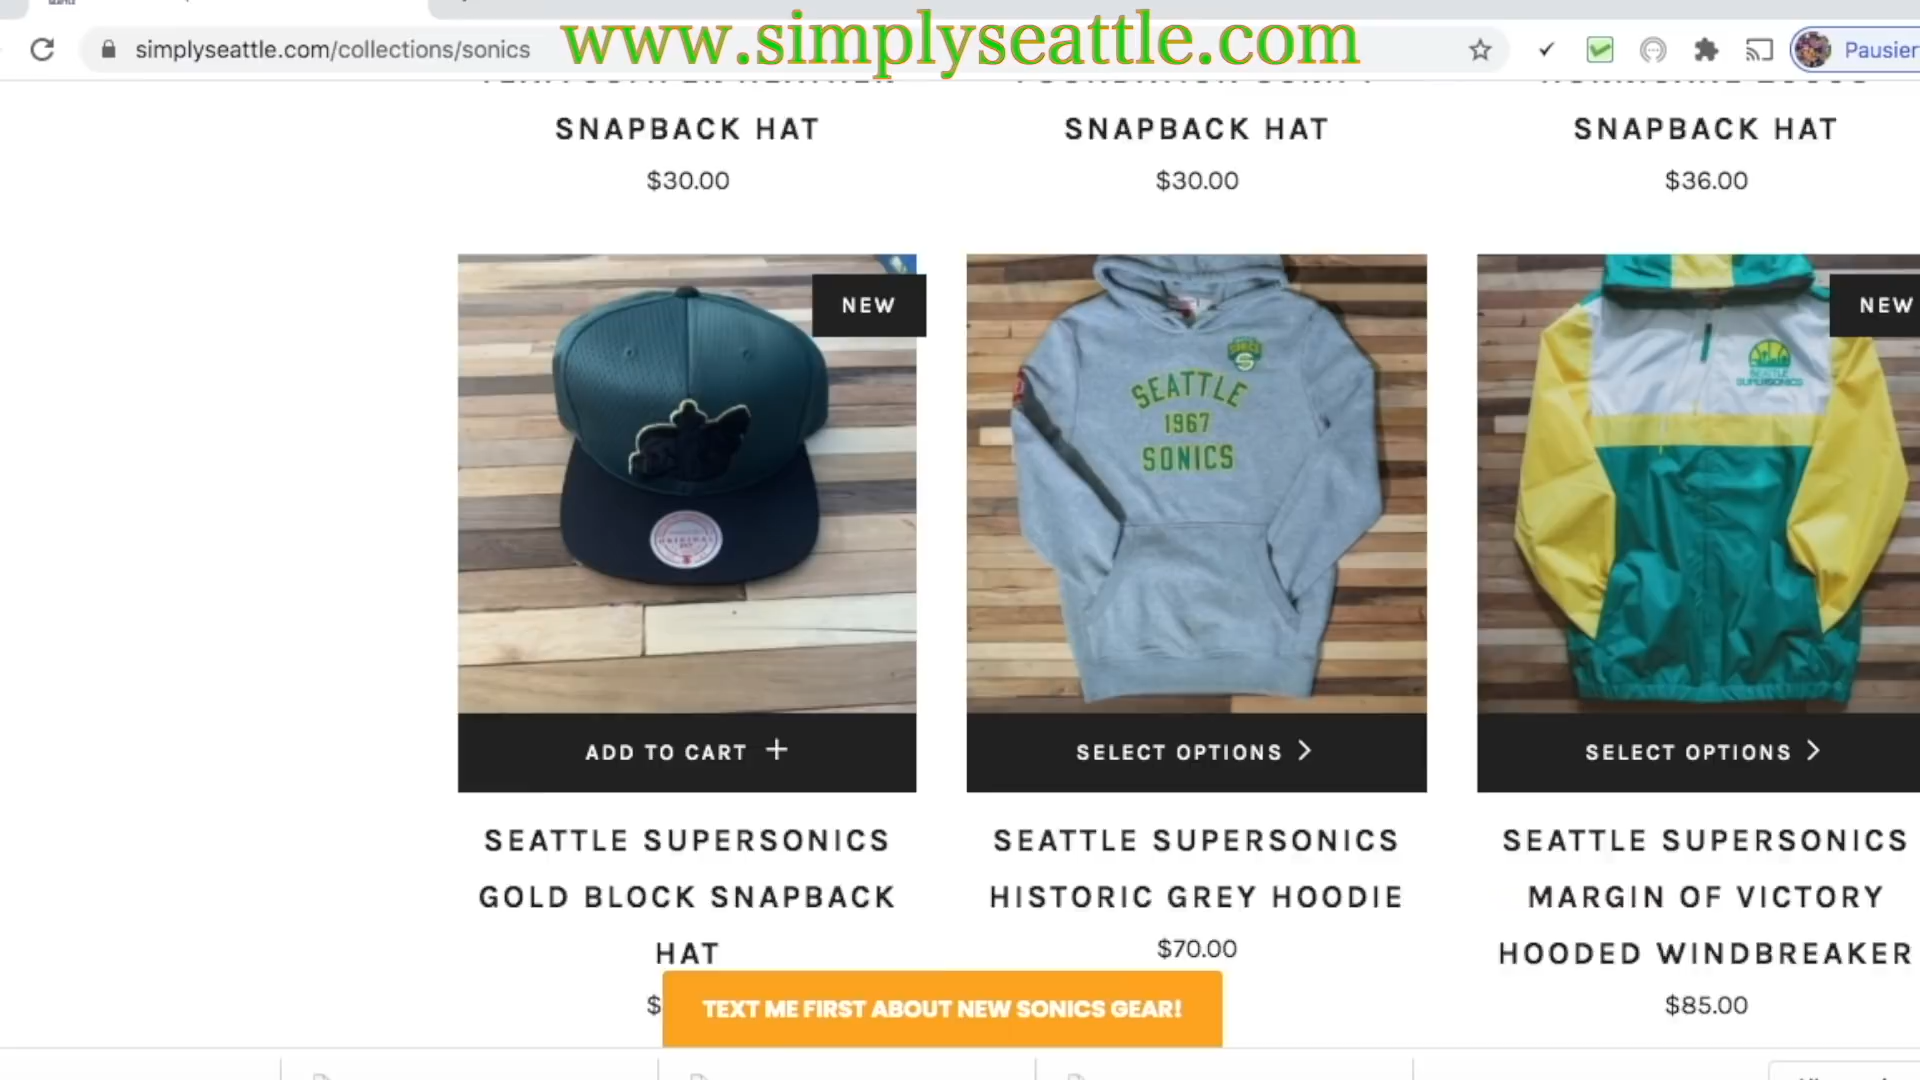 www.simplyseattle.com
simplyseattle.com/collections/sonics
Pausier
SNAPBACK HAT
$30.00
SNAPBACK HAT
$30.00
SNAPBACK HAT
$36.00
NEW
SEATTLE
1967
SONICS
NEW
SEATTLE
SUPERSONICS
ADD TO CART +
SELECT OPTIONS >
SELECT OPTIONS >
SEATTLE SUPERSONICS
GOLD BLOCK SNAPBACK
HAT
$
SEATTLE SUPERSONICS
HISTORIC GREY HOODIE
$70.00
SEATTLE SUPERSONICS
MARGIN OF VICTORY
HOODED WINDBREAKER
$85.00
TEXT ME FIRST ABOUT NEW SONICS GEAR!